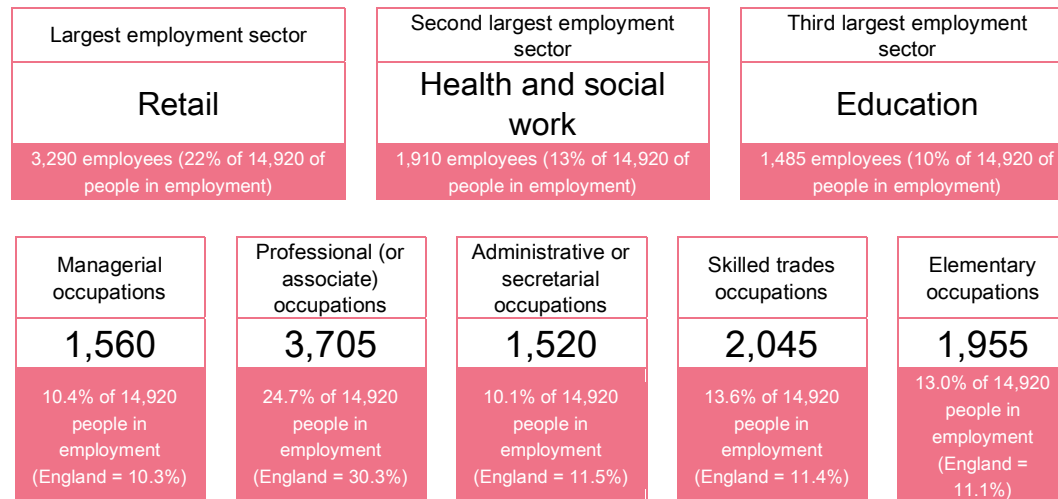 Largest employment sector
Retail
3,290 employees (22% of 14,920 of
people in employment)
Second largest employment
sector
Health and social
work
1,910 employees (13% of 14,920 of
people in employment)
Third largest employment
sector
Education
1,485 employees (10% of 14,920 of
people in employment)
Managerial
occupations
1,560
10.4% of 14,920
people in
employment
(England = 10.3%)
Professional (or
associate)
occupations
3,705
24.7% of 14,920
people in
employment
(England = 30.3%)
Administrative or
secretarial
occupations
1,520
10.1% of 14,920
people in
employment
(England = 11.5%)
Skilled trades
occupations
2,045
13.6% of 14,920
people in
employment
(England = 11.4%)
Elementary
occupations
1,955
13.0% of 14,920
people in
employment
(England =
11.1%)